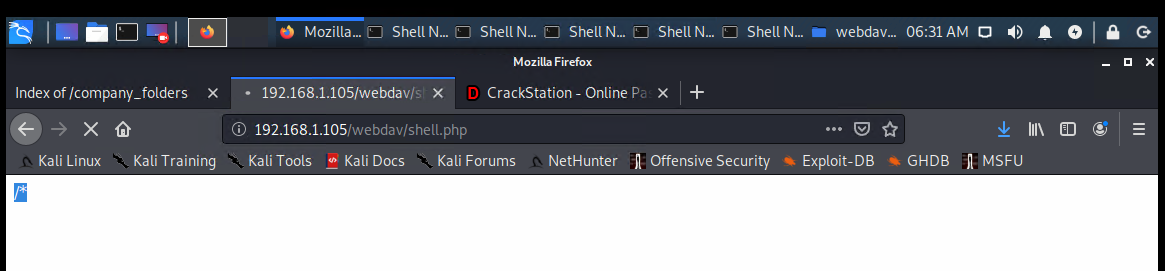 Mozilla... Shell N... Shell N... Shell N... Shell N... Shell N... webdav... 06:31 AM
Mozilla Firefox
Index of /company_folders 192.168.1.105/webdav/sh CrackStation - Online Pa
192.168.1.105/webdav/shell.php
Kali Linux Kali Training Kali Tools Kali Docs Kali Forums NetHunter Offensive Security Exploit-DB GHDB MSFU
/*